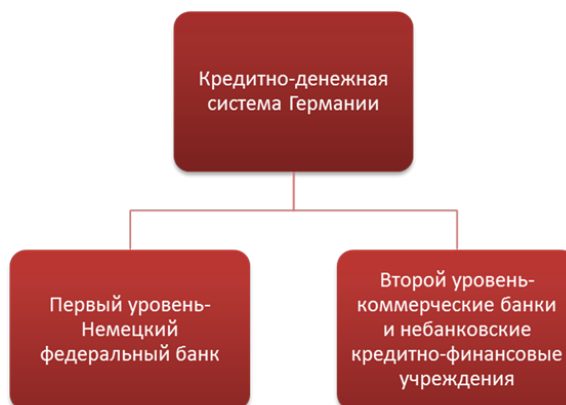 Кредитно-денежная
система Германии
Первый уровень-
Немецкий
федеральный банк
Второй уровень-
коммерческие банки
и небанковские
кредитно-финансовые
учреждения